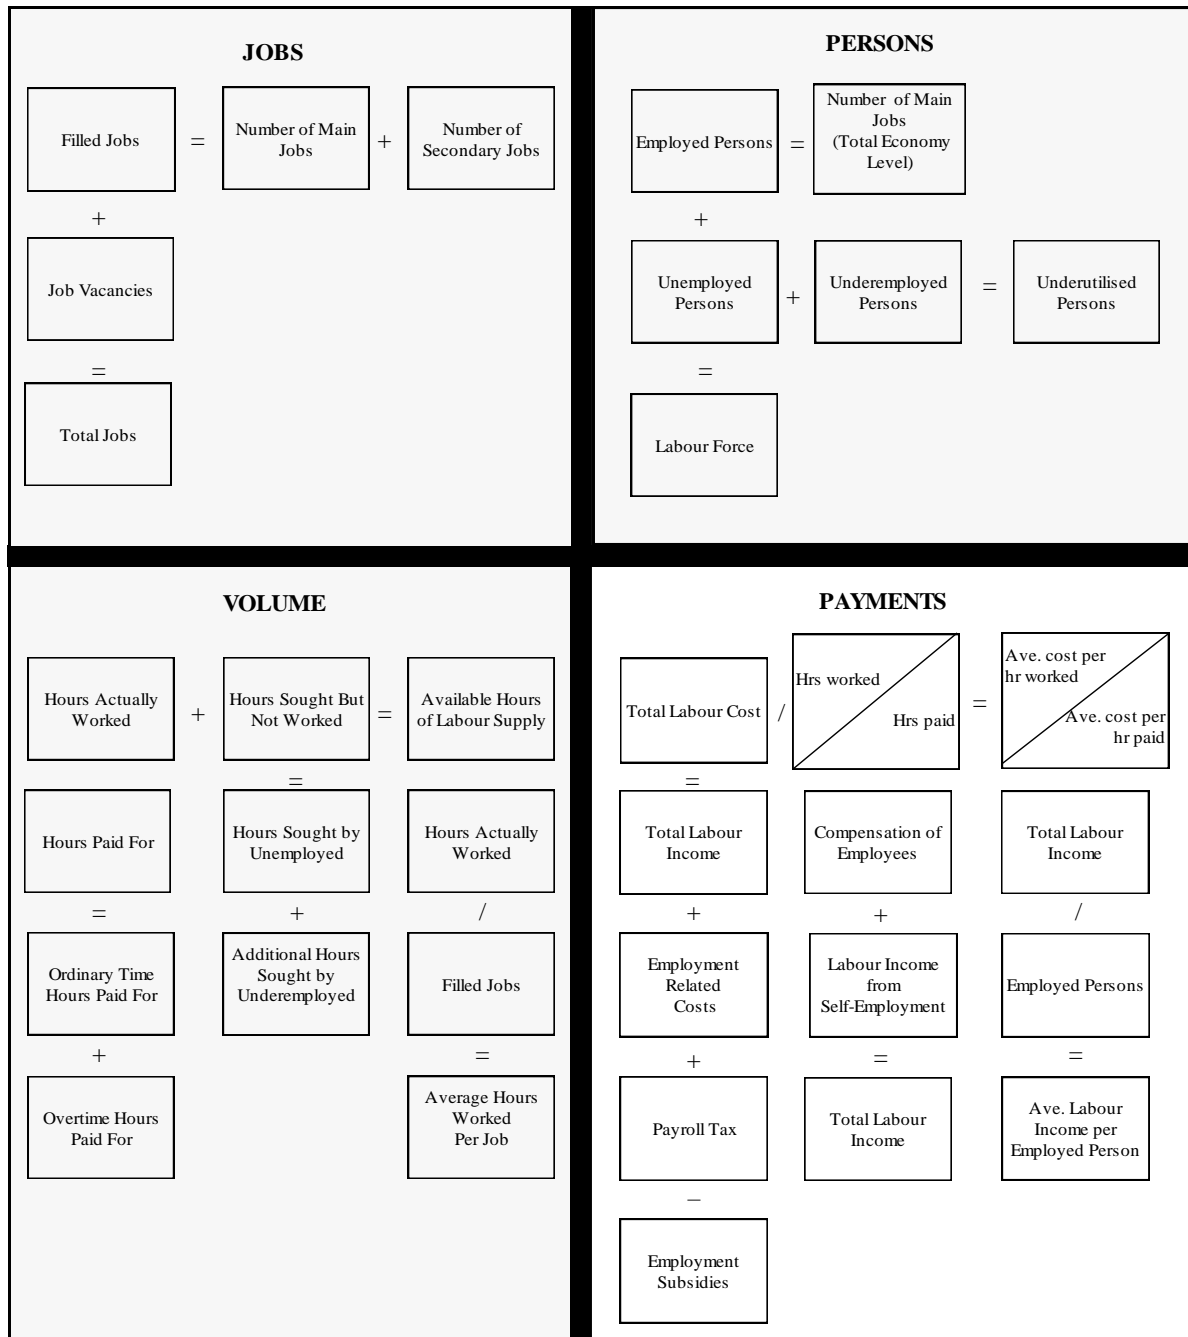 JOBS
Filled Jobs
=
Number of Main
Jobs
+
Number of
Secondary Jobs
+
Job Vacancies
=
Total Jobs
PERSONS
Employed Persons
=
Number of Main
Jobs
(Total Economy
Level)
+
Unemployed
Persons
+
Underemployed
Persons
=
Underutilised
Persons
=
Labour Force
VOLUME
Hours Actually
Worked
+
Hours Sought But
Not Worked
=
Available Hours
of Labour Supply
=
Hours Paid For
Hours Sought by
Unemployed
Hours Actually
Worked
=
+
/
Ordinary Time
Hours Paid For
Additional Hours
Sought by
Underemployed
Filled Jobs
+
=
Overtime Hours
Paid For
Average Hours
Worked
Per Job
PAYMENTS
Total Labour Cost
/
Hrs worked
Hrs paid
=
Ave. cost per
hr worked
Ave. cost per
hr paid
=
Total Labour
Income
Compensation of
Employees
Total Labour
Income
+
+
/
Employment
Related
Costs
Labour Income
from
Self-Employment
Employed Persons
+
=
=
Payroll Tax
Total Labour
Income
Ave. Labour
Income per
Employed Person
–
Employment
Subsidies